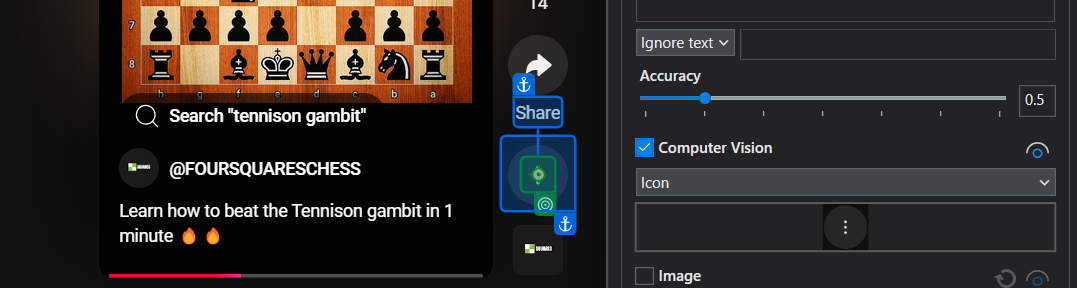 14
7
8
h g f e d c b a
Search "tennison gambit"
@FOURSQUARESCHESS
Learn how to beat the Tennison gambit in 1
minute 🔥 🔥
Share
SQUARES
Ignore text
Accuracy
0.5
Computer Vision
Icon
Image